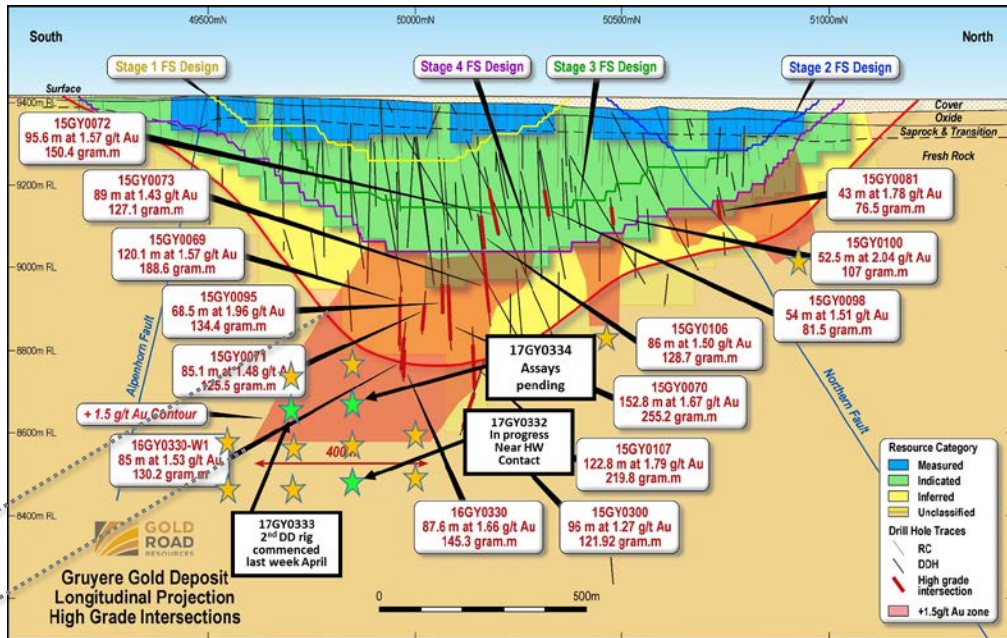 49500mN
50000mN
50500mN
51000mN
South
North
Stage 1 FS Design
Stage 4 FS Design
Stage 3 FS Design
Stage 2 FS Design
Surface
9400m RL
9200m RL
9000m RL
8800m RL
8600m RL
8400m RL
Cover
Oxide
Saprock & Transition
Fresh Rock
15GY0072
95.6 m at 1.57 g/t Au
150.4 gram.m
15GY0073
89 m at 1.43 g/t Au
127.1 gram.m
15GY0069
120.1 m at 1.57 g/t Au
188.6 gram.m
15GY0095
68.5 m at 1.96 g/t Au
134.4 gram.m
15GY0071
85.1 m at 1.48 g/t A
125.5 gram.m
+ 1.5 g/t Au Contour
16GY0330-W1
85 m at 1.53 g/t Au
130.2 gram.m
Alpenhorn Fault
Northern Fault
15GY0081
43 m at 1.78 g/t Au
76.5 gram.m
15GY0100
52.5 m at 2.04 g/t Au
107 gram.m
15GY0098
54 m at 1.51 g/t Au
81.5 gram.m
15GY0106
86 m at 1.50 g/t Au
128.7 gram.m
15GY0070
152.8 m at 1.67 g/t Au
255.2 gram.m
15GY0107
122.8 m at 1.79 g/t Au
219.8 gram.m
15GY0300
96 m at 1.27 g/t Au
121.92 gram.m
16GY0330
87.6 m at 1.66 g/t Au
145.3 gram.m
17GY0334
Assays
pending
17GY0332
In progress
Near HW
Contact
17GY0333
2nd DD rig
commenced
last week April
400m
GOLD
ROAD
RESOURCES
Gruyere Gold Deposit
Longitudinal Projection
High Grade Intersections
0
500m
Resource Category
Measured
Indicated
Inferred
Unclassified
Drill Hole Traces
RC
DDH
High grade
intersection
+1.5g/t Au zone